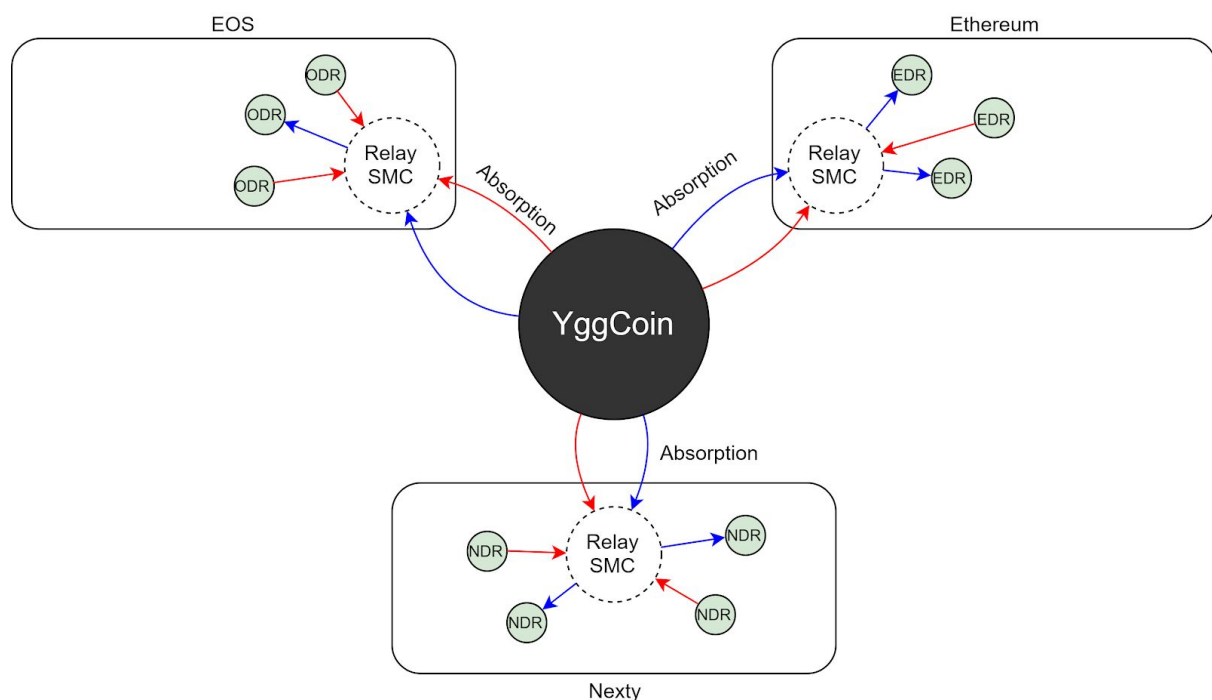 EOS
Ethereum
ODR
ODR
ODR
Relay
SMC
Absorption
EDR
EDR
EDR
Relay
SMC
Absorption
YggCoin
Absorption
NDR
NDR
NDR
NDR
Relay
SMC
Nexty